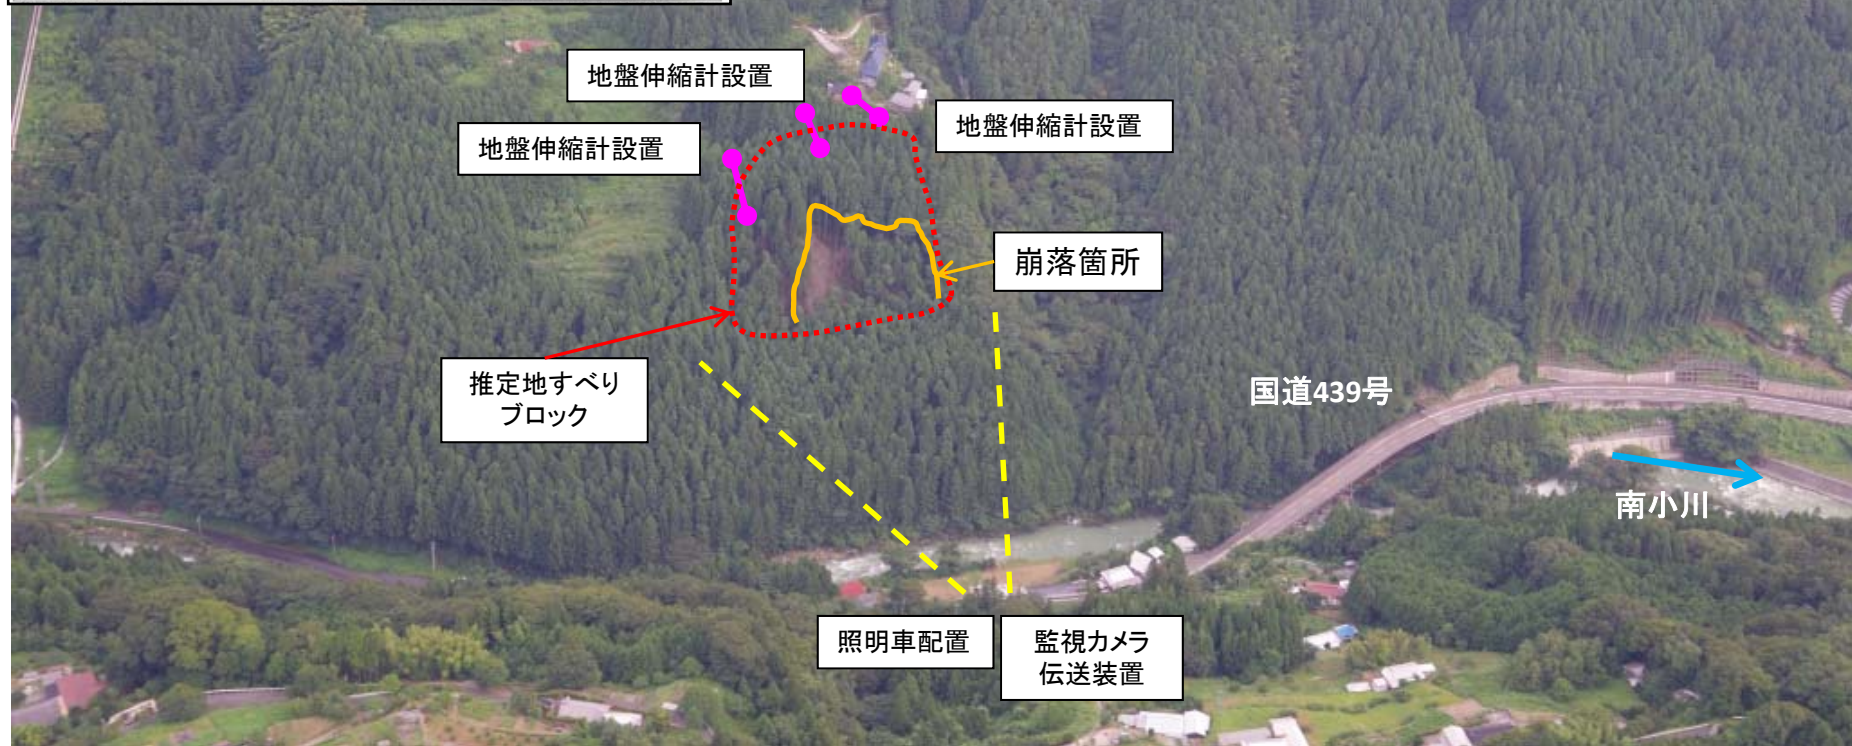 地盤伸縮計設置
地盤伸縮計設置
地盤伸縮計設置
崩落箇所
推定地すべり
ブロック
国道439号
南小川
照明車配置
監視カメラ
伝送装置